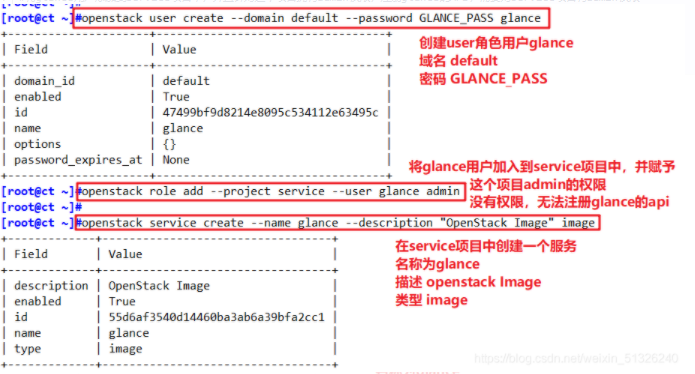 [root@ct ~]#openstack user create --domain default --password GLANCE_PASS glance
+---------------------+----------------------------------+
| Field | Value |
+---------------------+----------------------------------+
| domain_id | default |
| enabled | True |
| id | 47499bf9d8214e8095c534112e63495c |
| name | glance |
| options | {} |
| password_expires_at | None |
+---------------------+----------------------------------+
创建user角色用户glance
域名 default
密码 GLANCE_PASS
[root@ct ~]#openstack role add --project service --user glance admin
[root@ct ~]#
将glance用户加入到service项目中，并赋予
这个项目admin的权限
没有权限，无法注册glance的api
[root@ct ~]#openstack service create --name glance --description "OpenStack Image" image
+-------------+----------------------------------+
| Field | Value |
+-------------+----------------------------------+
| description | OpenStack Image |
| enabled | True |
| id | 55d6af3540d14460ba3ab6a39bfa2cc1 |
| name | glance |
| type | image |
+-------------+----------------------------------+
在service项目中创建一个服务
名称为glance
描述 openstack Image
类型 image
https://blog.csdn.net/weixin_51326240